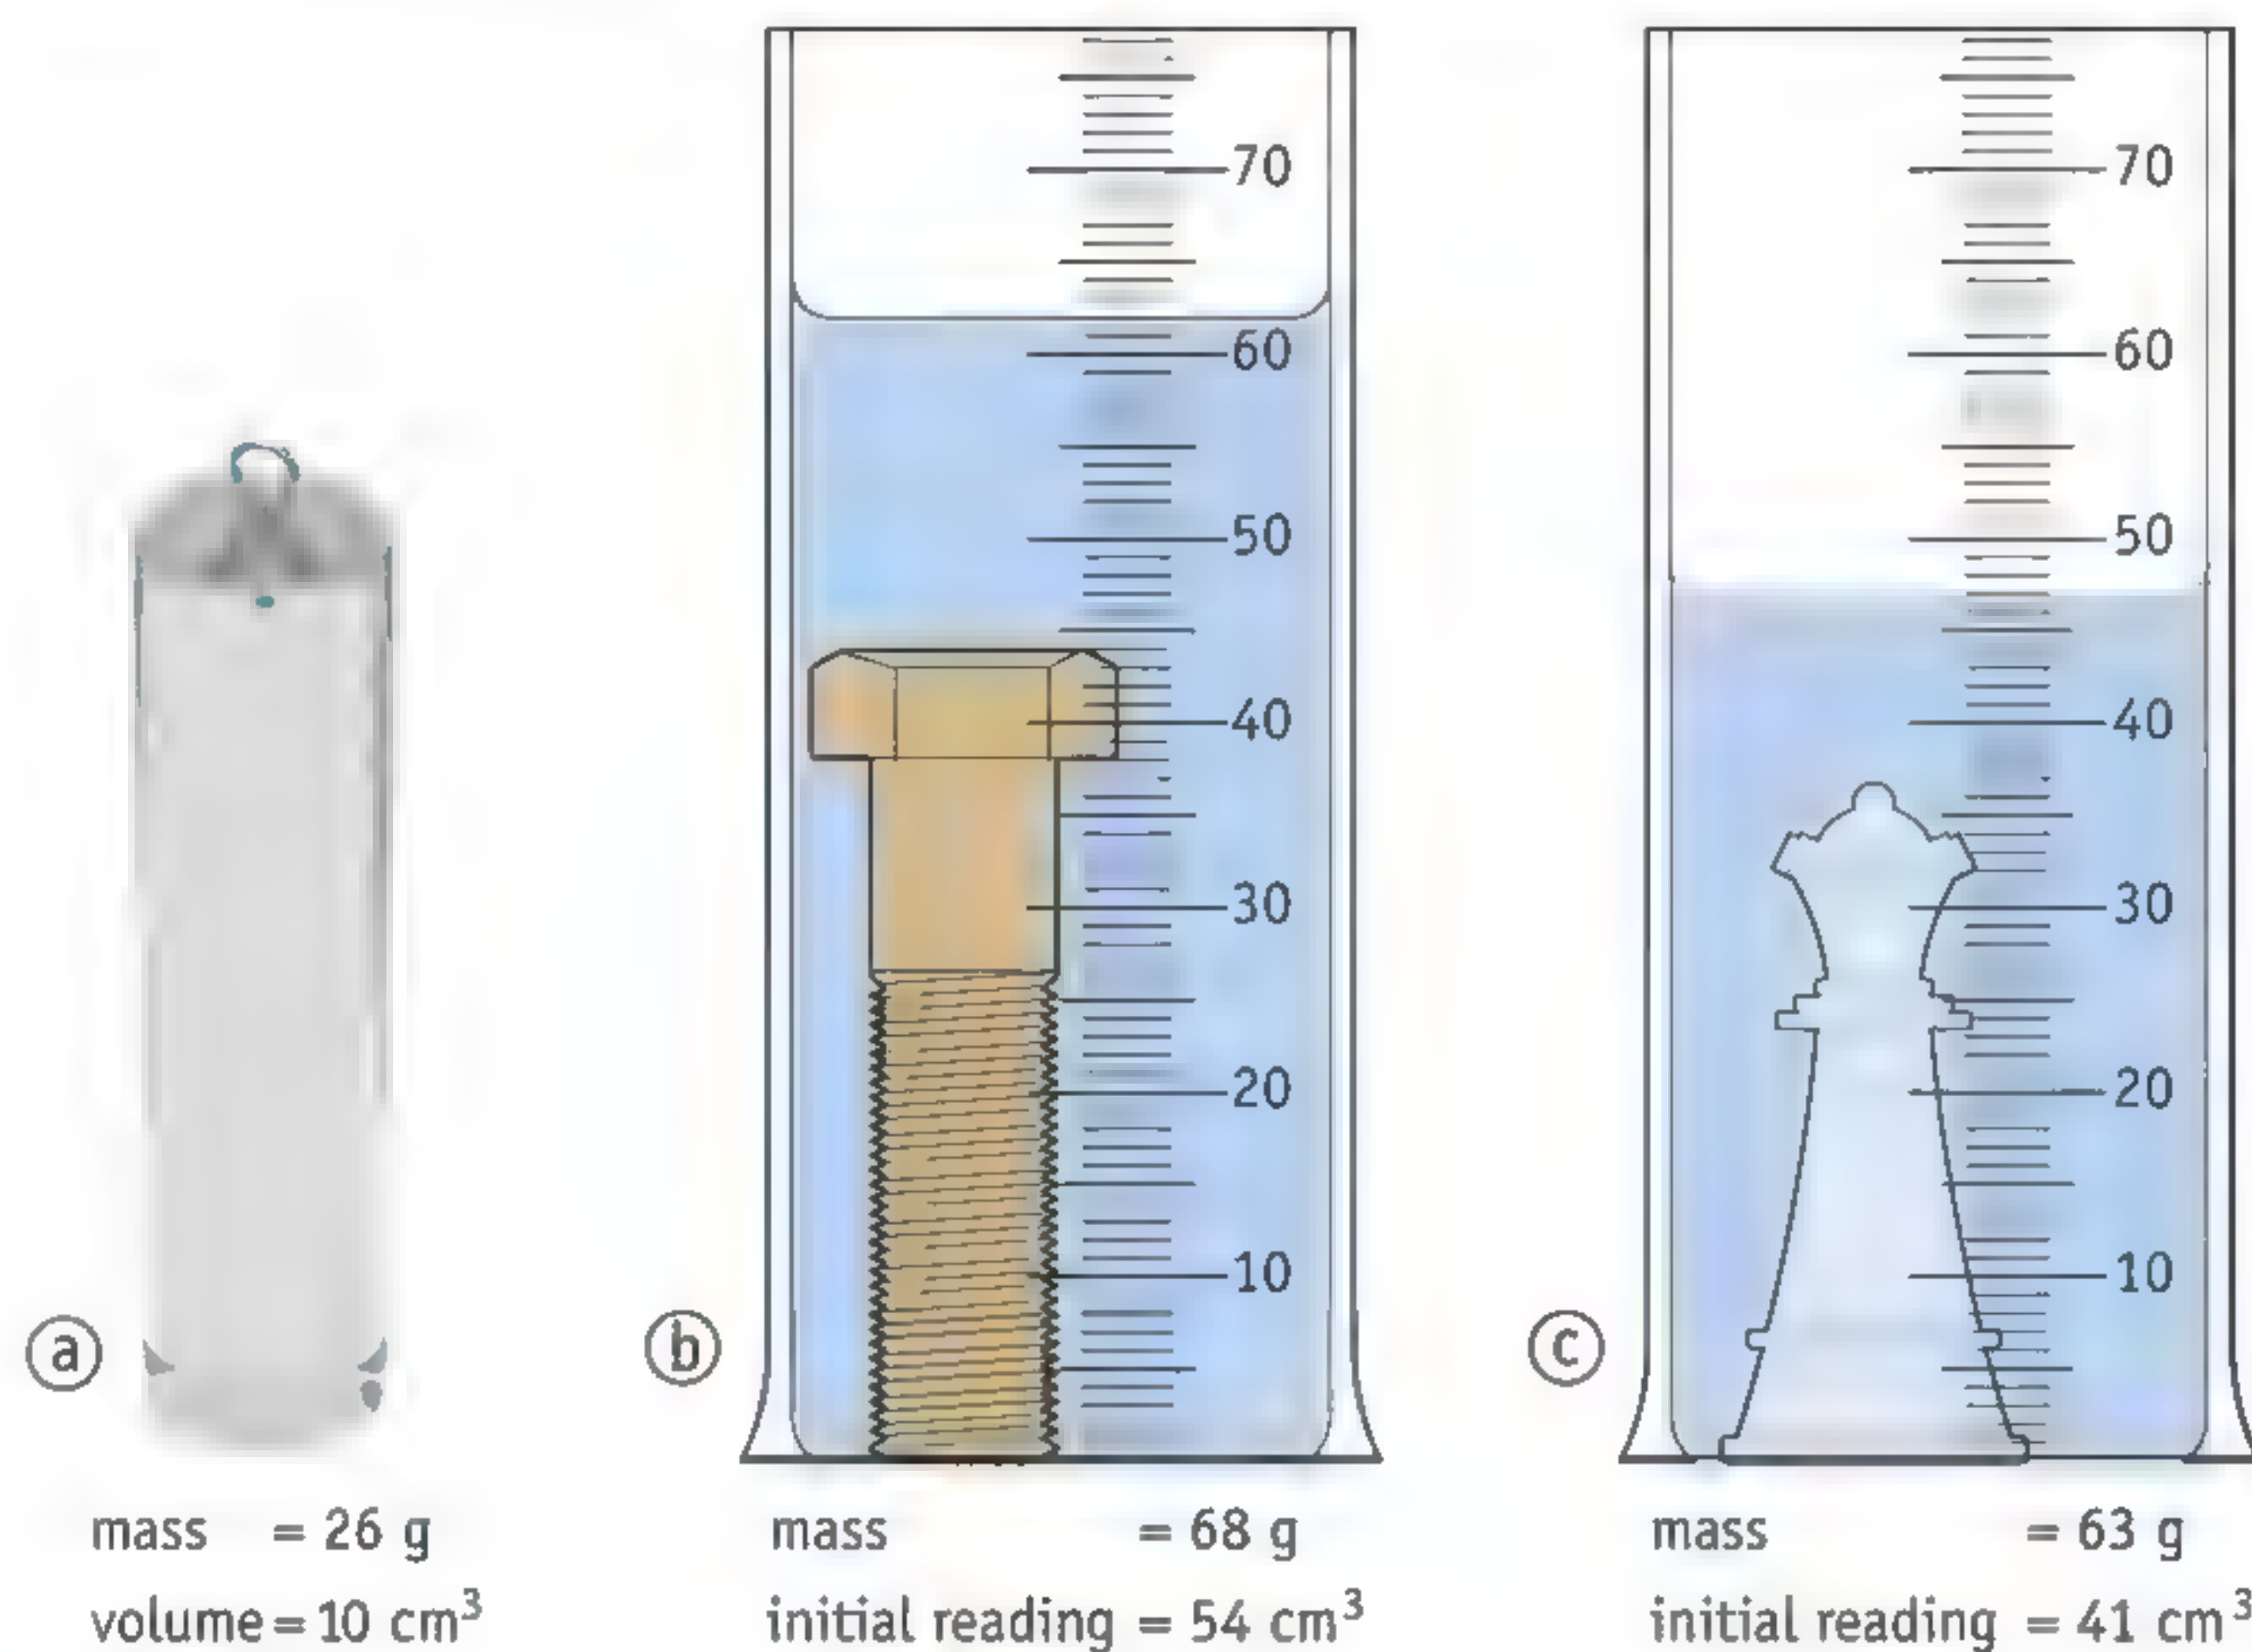 70
60
50
40
30
20
10
70
60
50
40
30
20
10
a
b
c
mass = 26 g
volume = 10 cm³
mass = 68 g
initial reading = 54 cm³
mass = 63 g
initial reading = 41 cm³